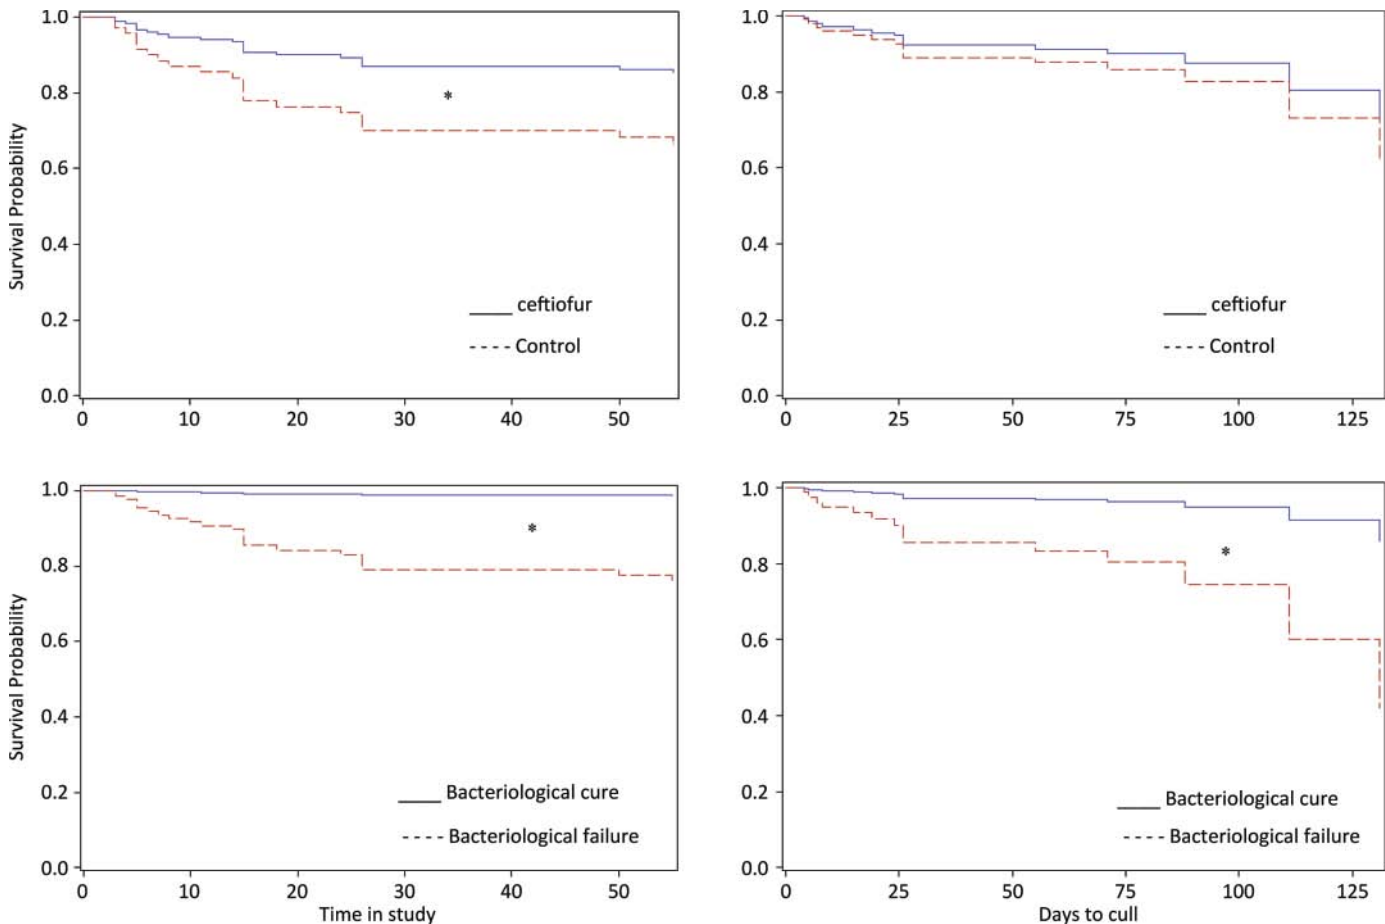 1.0
0.8
0.6
0.4
0.2
0.0
Survival Probability
*
ceftiofur
Control
0 10 20 30 40 50
1.0
0.8
0.6
0.4
0.2
0.0
ceftiofur
Control
0 25 50 75 100 125
1.0
0.8
0.6
0.4
0.2
0.0
Survival Probability
*
Bacteriological cure
Bacteriological failure
0 10 20 30 40 50
Time in study
1.0
0.8
0.6
0.4
0.2
0.0
*
Bacteriological cure
Bacteriological failure
0 25 50 75 100 125
Days to cull